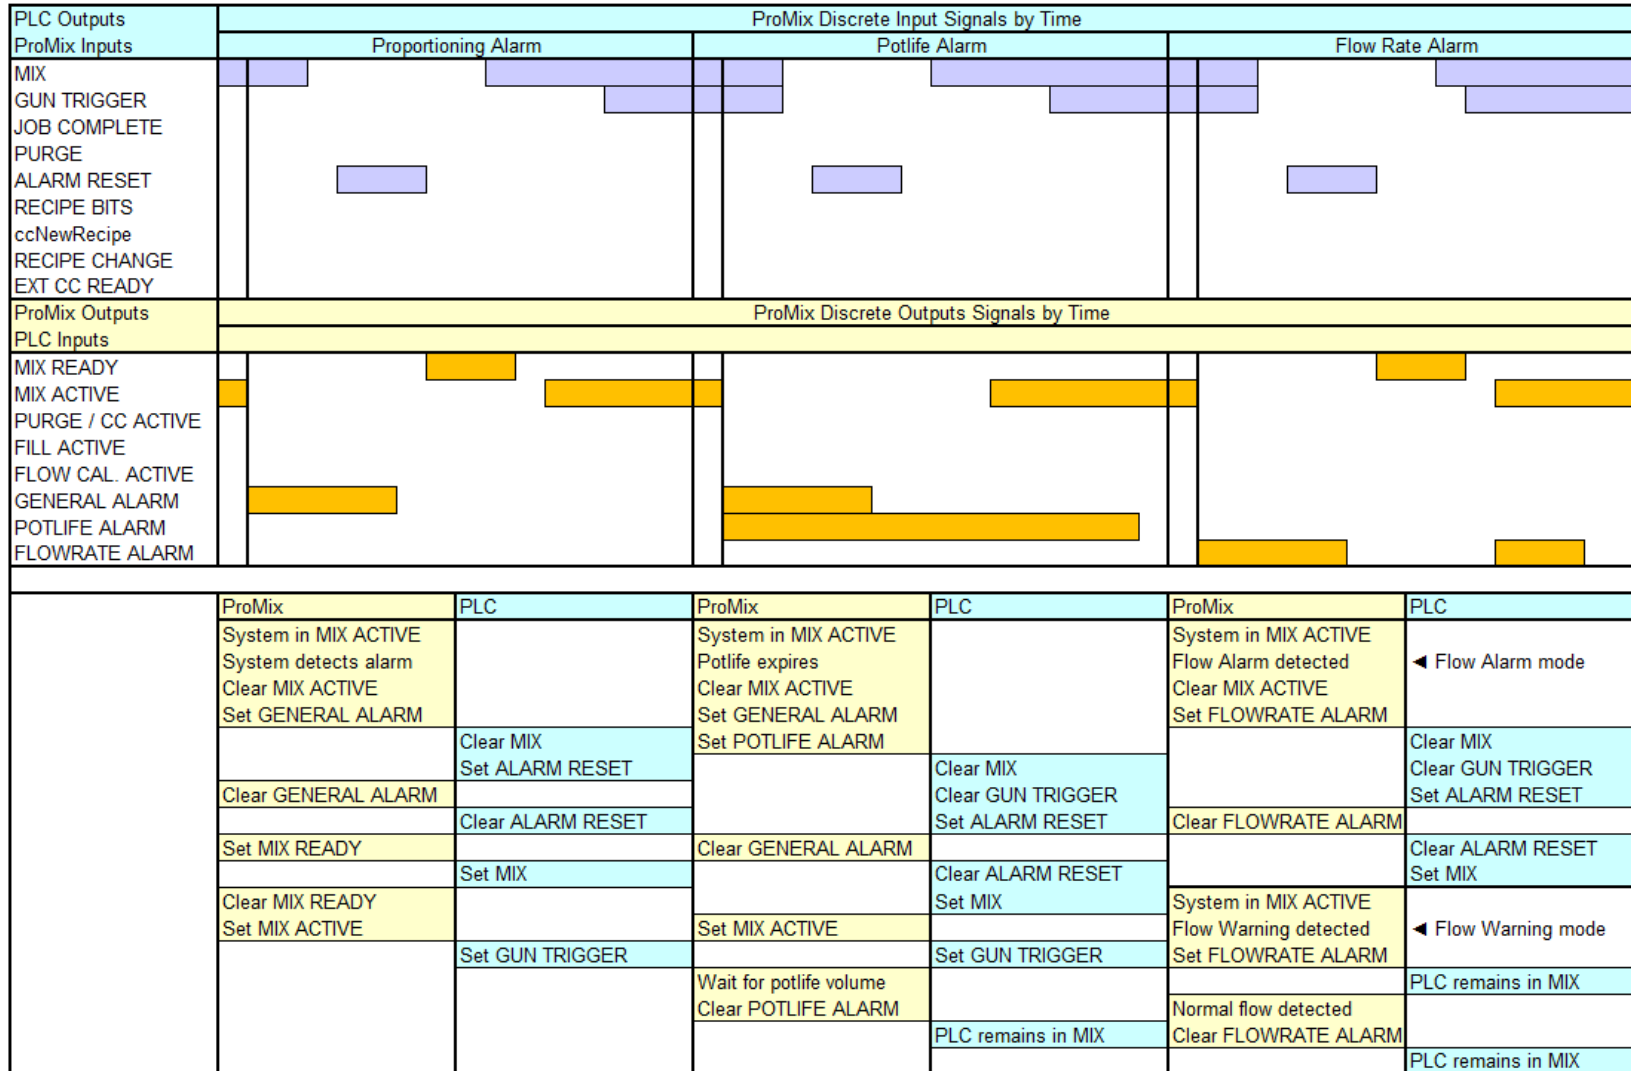 PLC Outputs ProMix Discrete Input Signals by Time
ProMix Inputs Proportioning Alarm Potlife Alarm Flow Rate Alarm
MIX
GUN TRIGGER
JOB COMPLETE
PURGE
ALARM RESET
RECIPE BITS
ccNewRecipe
RECIPE CHANGE
EXT CC READY
ProMix Outputs ProMix Discrete Outputs Signals by Time
PLC Inputs
MIX READY
MIX ACTIVE
PURGE / CC ACTIVE
FILL ACTIVE
FLOW CAL. ACTIVE
GENERAL ALARM
POTLIFE ALARM
FLOWRATE ALARM
ProMix PLC ProMix PLC ProMix PLC
System in MIX ACTIVE System in MIX ACTIVE System in MIX ACTIVE
System detects alarm Potlife expires Flow Alarm detected ◄ Flow Alarm mode
Clear MIX ACTIVE Clear MIX ACTIVE Clear MIX ACTIVE
Set GENERAL ALARM Set GENERAL ALARM Set FLOWRATE ALARM
Clear MIX Set POTLIFE ALARM Clear MIX
Set ALARM RESET Clear MIX Clear GUN TRIGGER
Clear GENERAL ALARM Clear GUN TRIGGER Set ALARM RESET
Clear ALARM RESET Set ALARM RESET Clear FLOWRATE ALARM
Set MIX READY Clear GENERAL ALARM Clear ALARM RESET
Set MIX Clear ALARM RESET Set MIX
Clear MIX READY Set MIX System in MIX ACTIVE
Set MIX ACTIVE Set MIX ACTIVE Flow Warning detected ◄ Flow Warning mode
Set GUN TRIGGER Set GUN TRIGGER Set FLOWRATE ALARM
Wait for potlife volume PLC remains in MIX
Clear POTLIFE ALARM Normal flow detected
PLC remains in MIX Clear FLOWRATE ALARM
PLC remains in MIX